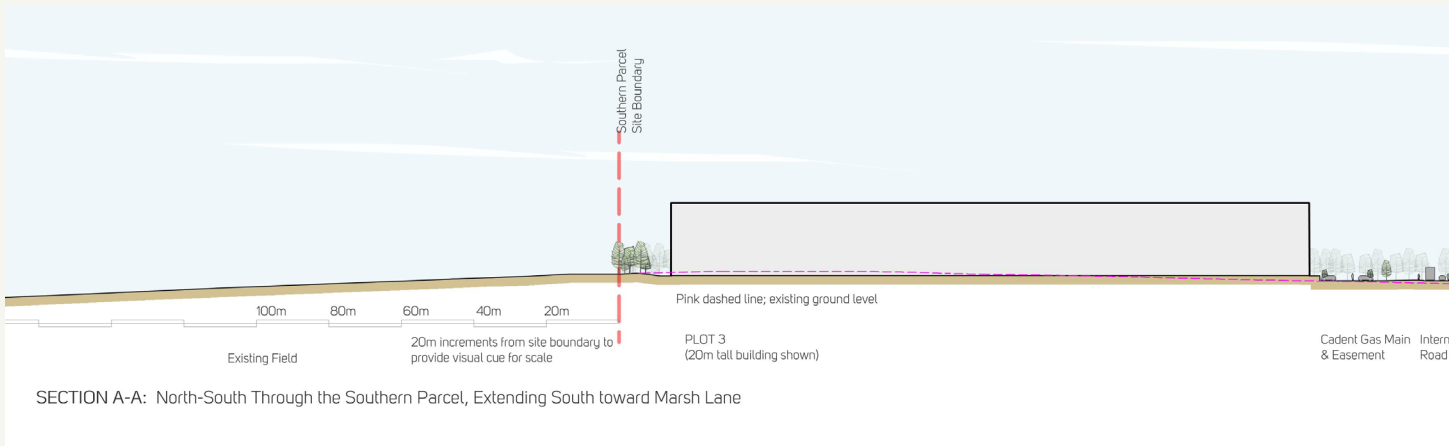 Southern Parcel
Site Boundary
100m
80m
60m
40m
20m
Pink dashed line; existing ground level
Existing Field
20m increments from site boundary to
provide visual cue for scale
PLOT 3
(20m tall building shown)
Cadent Gas Main
& Easement
Intern
Road
SECTION A-A: North-South Through the Southern Parcel, Extending South toward Marsh Lane